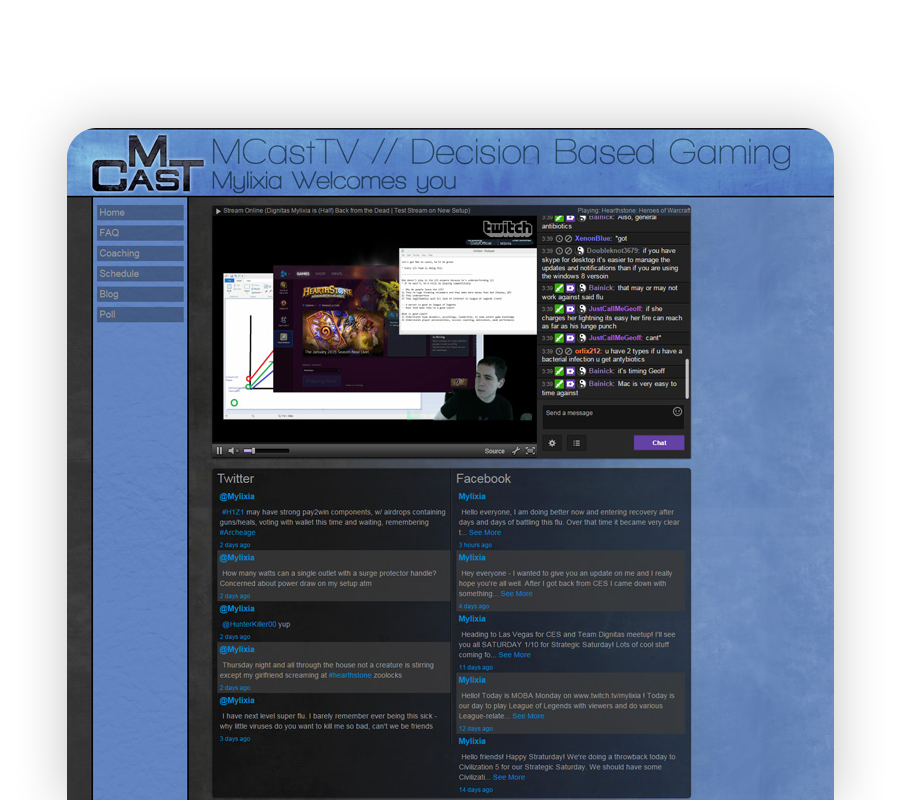 M
CAST
MCastTV // Decision Based Gaming
Mylixia Welcomes you
Home
FAQ
Coaching
Schedule
Blog
Poll
Stream Online (Dignitas Mylixia is (Half) Back from the Dead | Test Stream on New Setup)
Playing: Hearthstone: Heroes of Warcraft
twitch
GAMES
HEARTHSTONE
The January 2015 Season Now Live!
3:39 Bainick: Also, general
antibiotics
3:39 XenonBlue: *got
3:39 Doubleknot3679: if you have
skype for desktop it's easier to manage the
updates and notifications than if you are using
the windows 8 version
3:39 Bainick: that may or may not
work against said flu
3:39 JustCallMeGeoff: if she
charges her lightning its easy her fire can reach
as far as his lunge punch
3:39 JustCallMeGeoff: cant*
3:39 orlix212: u have 2 types if u have a
bacterial infection u get antybiotics
3:39 Bainick: it's timing Geoff
3:39 Bainick: Mac is very easy to
time against
Send a message
Chat
Source
Twitter
@Mylixia
#H1Z1 may have strong pay2win components, w/ airdrops containing
guns/heals, voting with wallet this time and waiting, remembering
#Archeage
2 days ago
@Mylixia
How many watts can a single outlet with a surge protector handle?
Concerned about power draw on my setup atm
2 days ago
@Mylixia
@HunterKiller00 yup
2 days ago
@Mylixia
Thursday night and all through the house not a creature is stirring
except my girlfriend screaming at #hearthstone zoolocks
2 days ago
@Mylixia
I have next level super flu. I barely remember ever being this sick -
why little viruses do you want to kill me so bad, can't we be friends
3 days ago
Facebook
Mylixia
Hello everyone, I am doing better now and entering recovery after
days and days of battling this flu. Over that time it became very clear
t... See More
3 hours ago
Mylixia
Hey everyone - I wanted to give you an update on me and I really
hope you're all well. After I got back from CES I came down with
something... See More
4 days ago
Mylixia
Heading to Las Vegas for CES and Team Dignitas meetup! I'll see
you all SATURDAY 1/10 for Strategic Saturday! Lots of cool stuff
coming fo... See More
11 days ago
Mylixia
Hello! Today is MOBA Monday on www.twitch.tv/mylixia ! Today is
our day to play League of Legends with viewers and do various
League-relate... See More
12 days ago
Mylixia
Hello friends! Happy Straturday! We're doing a throwback today to
Civilization 5 for our Strategic Saturday. We should have some
Civilizati... See More
14 days ago